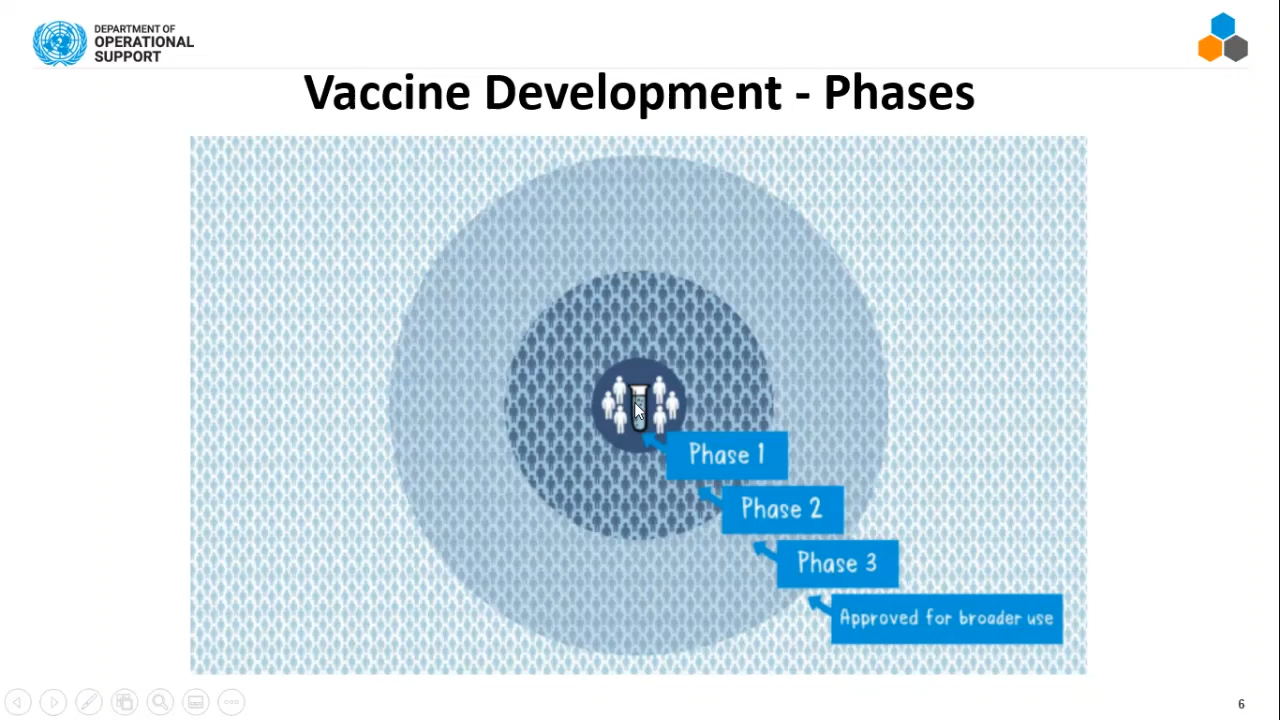 DEPARTMENT OF
OPERATIONAL
SUPPORT
Vaccine Development - Phases
Phase 1
Phase 2
Phase 3
Approved for broader use
6